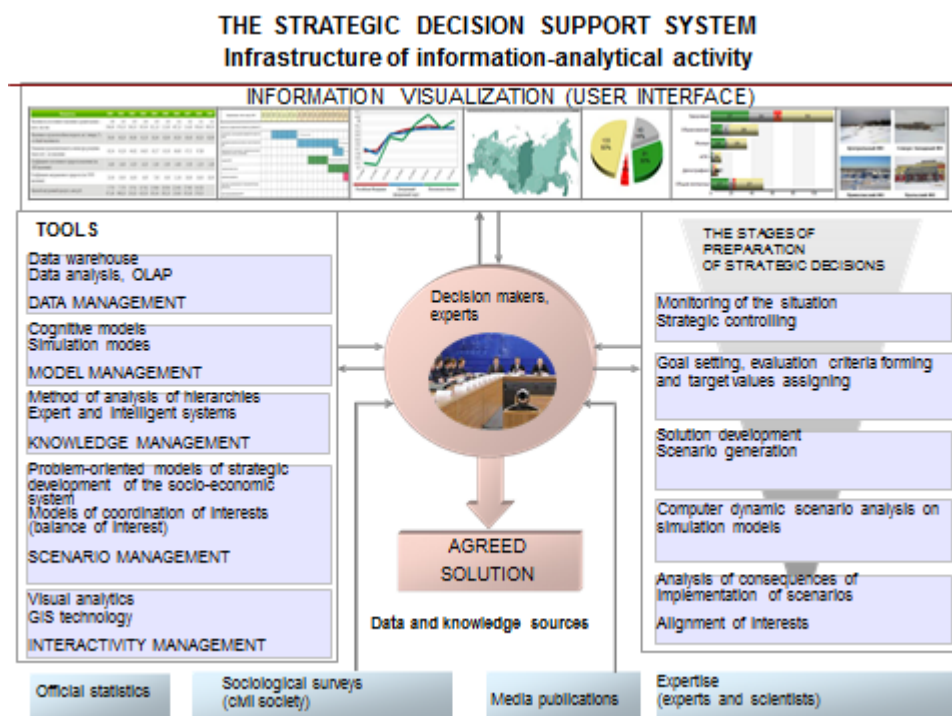 THE STRATEGIC DECISION SUPPORT SYSTEM
Infrastructure of information-analytical activity
INFORMATION VISUALIZATION (USER INTERFACE)
TOOLS
Data warehouse
Data analysis, OLAP
DATA MANAGEMENT
Cognitive models
Simulation modes
MODEL MANAGEMENT
Method of analysis of hierarchies
Expert and intelligent systems
KNOWLEDGE MANAGEMENT
Problem-oriented models of strategic
development of the socio-economic
system
Models of coordination of interests
(balance of interest)
SCENARIO MANAGEMENT
Visual analytics
GIS technology
INTERACTIVITY MANAGEMENT
Decision makers,
experts
AGREED
SOLUTION
Data and knowledge sources
THE STAGES OF
PREPARATION
OF STRATEGIC DECISIONS
Monitoring of the situation
Strategic controlling
Goal setting, evaluation criteria forming
and target values assigning
Solution development
Scenario generation
Computer dynamic scenario analysis on
simulation models
Analysis of consequences of
implementation of scenarios
Alignment of interests
Official statistics
Sociological surveys
(civil society)
Media publications
Expertise
(experts and scientists)